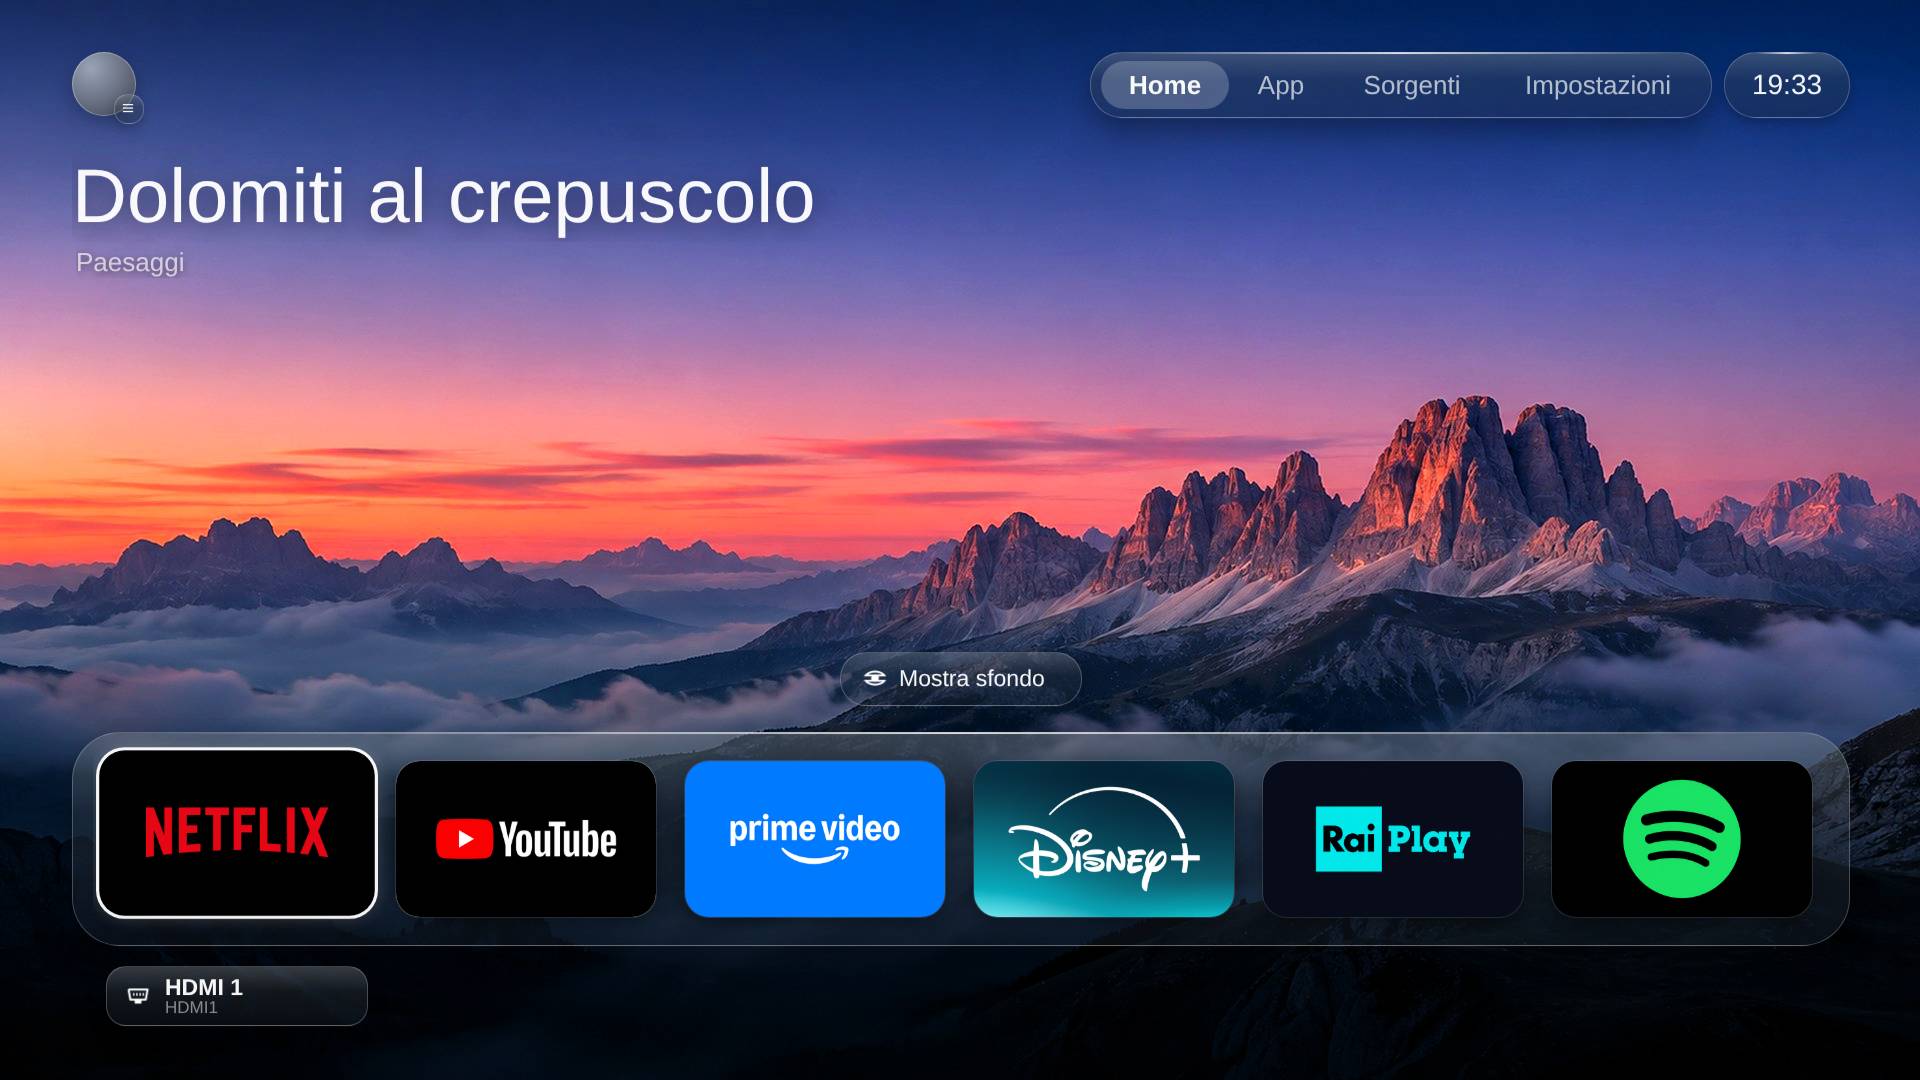 Home App Sorgenti Impostazioni 19:33
Dolomiti al crepuscolo
Paesaggi
Mostra sfondo
NETFLIX YouTube prime video Disney+ Rai Play
HDMI 1
HDMI1